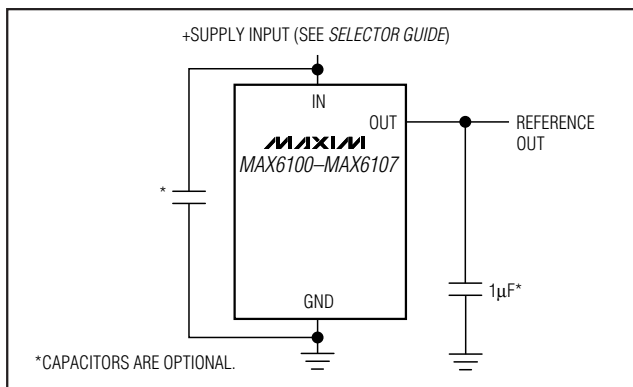 +SUPPLY INPUT (SEE SELECTOR GUIDE)
IN
OUT
REFERENCE
OUT
MAXIM
MAX6100–MAX6107
*
1µF*
GND
*CAPACITORS ARE OPTIONAL.